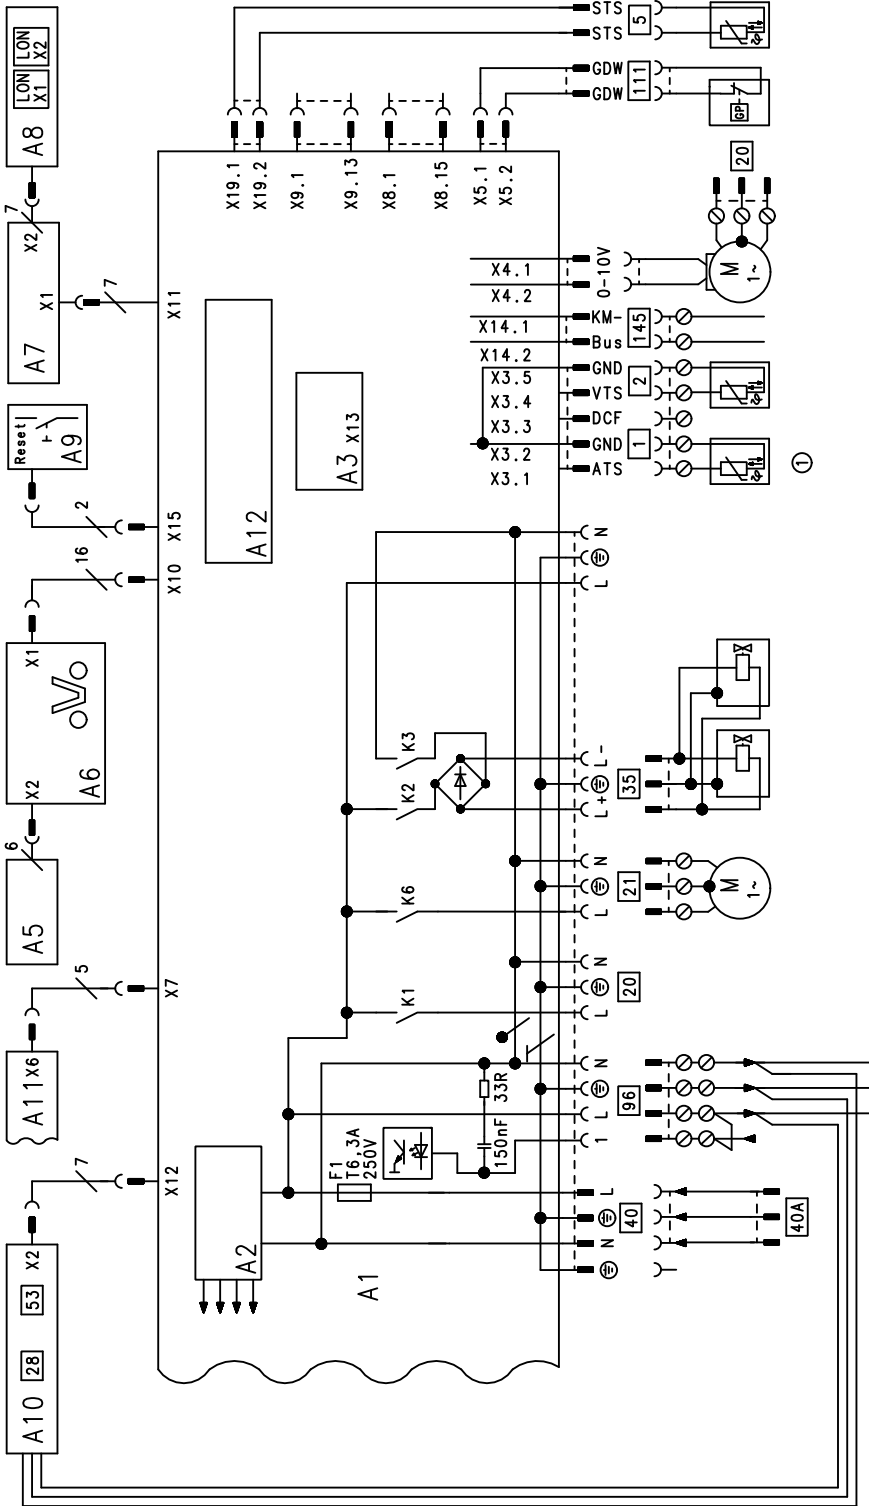 LON X2
LON X1
A8
7
X2
X1
A7
7
X11
Reset
A9
2
X15
16
X10
X1
X2
A6
6
A5
5
X7
A11
X6
7
X12
X2
53
28
A10
X19.1
X19.2
X9.1
X9.13
X8.1
X8.15
X5.1
X5.2
STS
STS
5
GDW
GDW
111
GP
20
M
1~
X4.1
X4.2
0-10V
X14.1
X14.2
KM-
Bus
145
X3.5
X3.4
X3.3
X3.2
X3.1
GND
VTS
DCF
GND
ATS
2
1
1
A12
A3 X13
N
L
K3
K2
L-
L+
35
K6
N
L
21
M
1~
K1
N
L
20
N
L
1
96
33R
150nF
F1
T6,3A
250V
A2
A1
L
N
40
40A